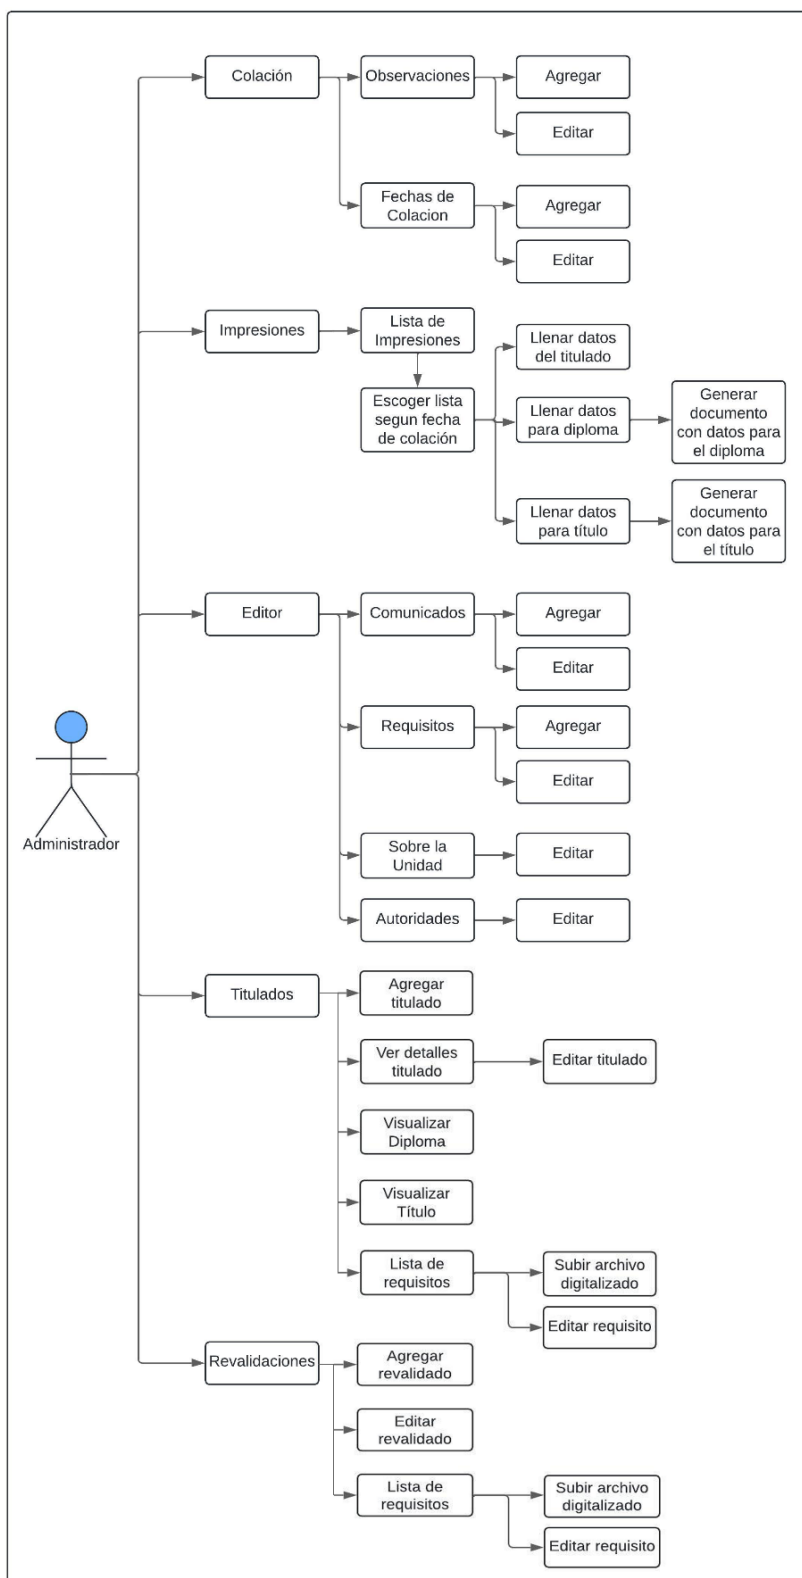 Colación
Observaciones
Agregar
Editar
Fechas de
Colacion
Agregar
Editar
Impresiones
Lista de
Impresiones
Escoger lista
segun fecha
de colación
Llenar datos
del titulado
Llenar datos
para diploma
Generar
documento
con datos para
el diploma
Llenar datos
para título
Generar
documento
con datos para
el título
Editor
Comunicados
Agregar
Editar
Requisitos
Agregar
Editar
Sobre la
Unidad
Editar
Autoridades
Editar
Administrador
Titulados
Agregar
titulado
Ver detalles
titulado
Editar titulado
Visualizar
Diploma
Visualizar
Título
Lista de
requisitos
Subir archivo
digitalizado
Editar requisito
Revalidaciones
Agregar
revalidado
Editar
revalidado
Lista de
requisitos
Subir archivo
digitalizado
Editar requisito